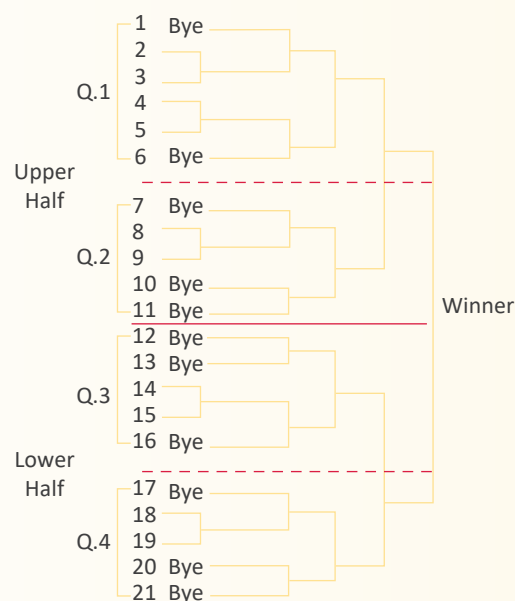 1 Bye
2
Q.1 3
4
5
6 Bye
Upper
Half
7 Bye
8
Q.2 9
10 Bye
11 Bye
Winner
12 Bye
13 Bye
Q.3 14
15
16 Bye
Lower
Half
17 Bye
18
Q.4 19
20 Bye
21 Bye